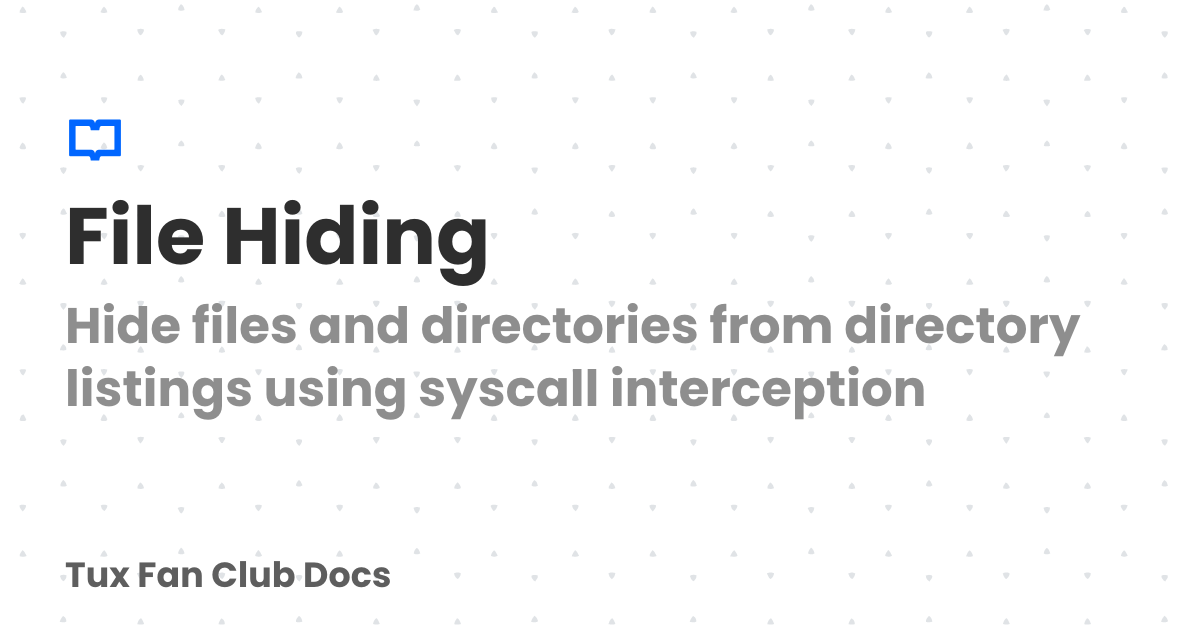 File Hiding
Hide files and directories from directory
listings using syscall interception
Tux Fan Club Docs